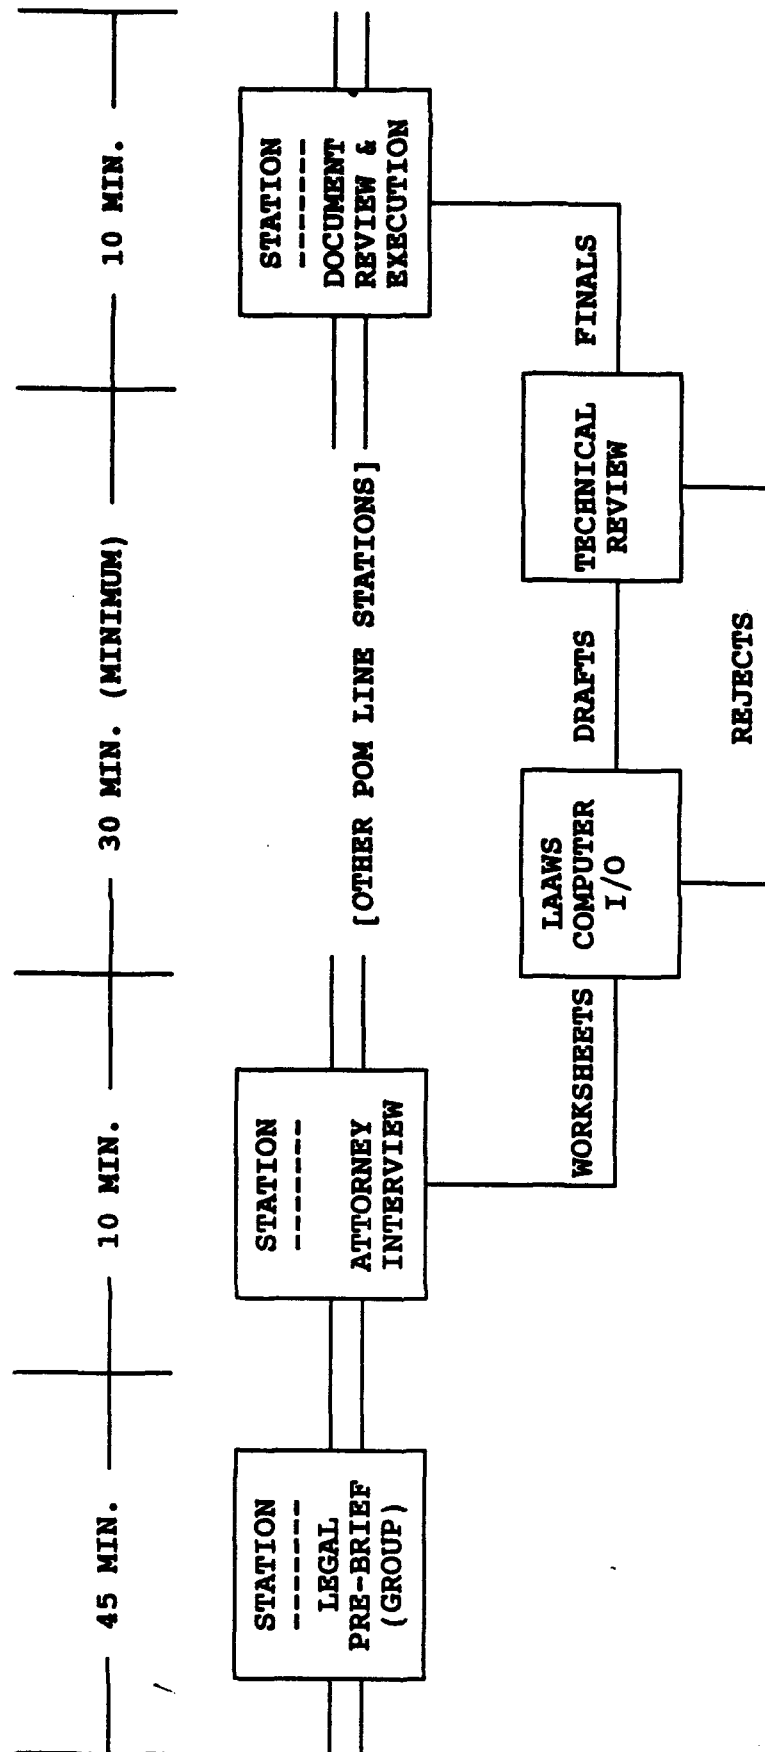 45 MIN.
10 MIN.
30 MIN. (MINIMUM)
10 MIN.
STATION
-------
LEGAL
PRE-BRIEF
(GROUP)
STATION
-------
ATTORNEY
INTERVIEW
[OTHER POM LINE STATIONS]
STATION
-------
DOCUMENT
REVIEW &
EXECUTION
WORKSHEETS
LAAWS
COMPUTER
I/O
DRAFTS
TECHNICAL
REVIEW
FINALS
REJECTS